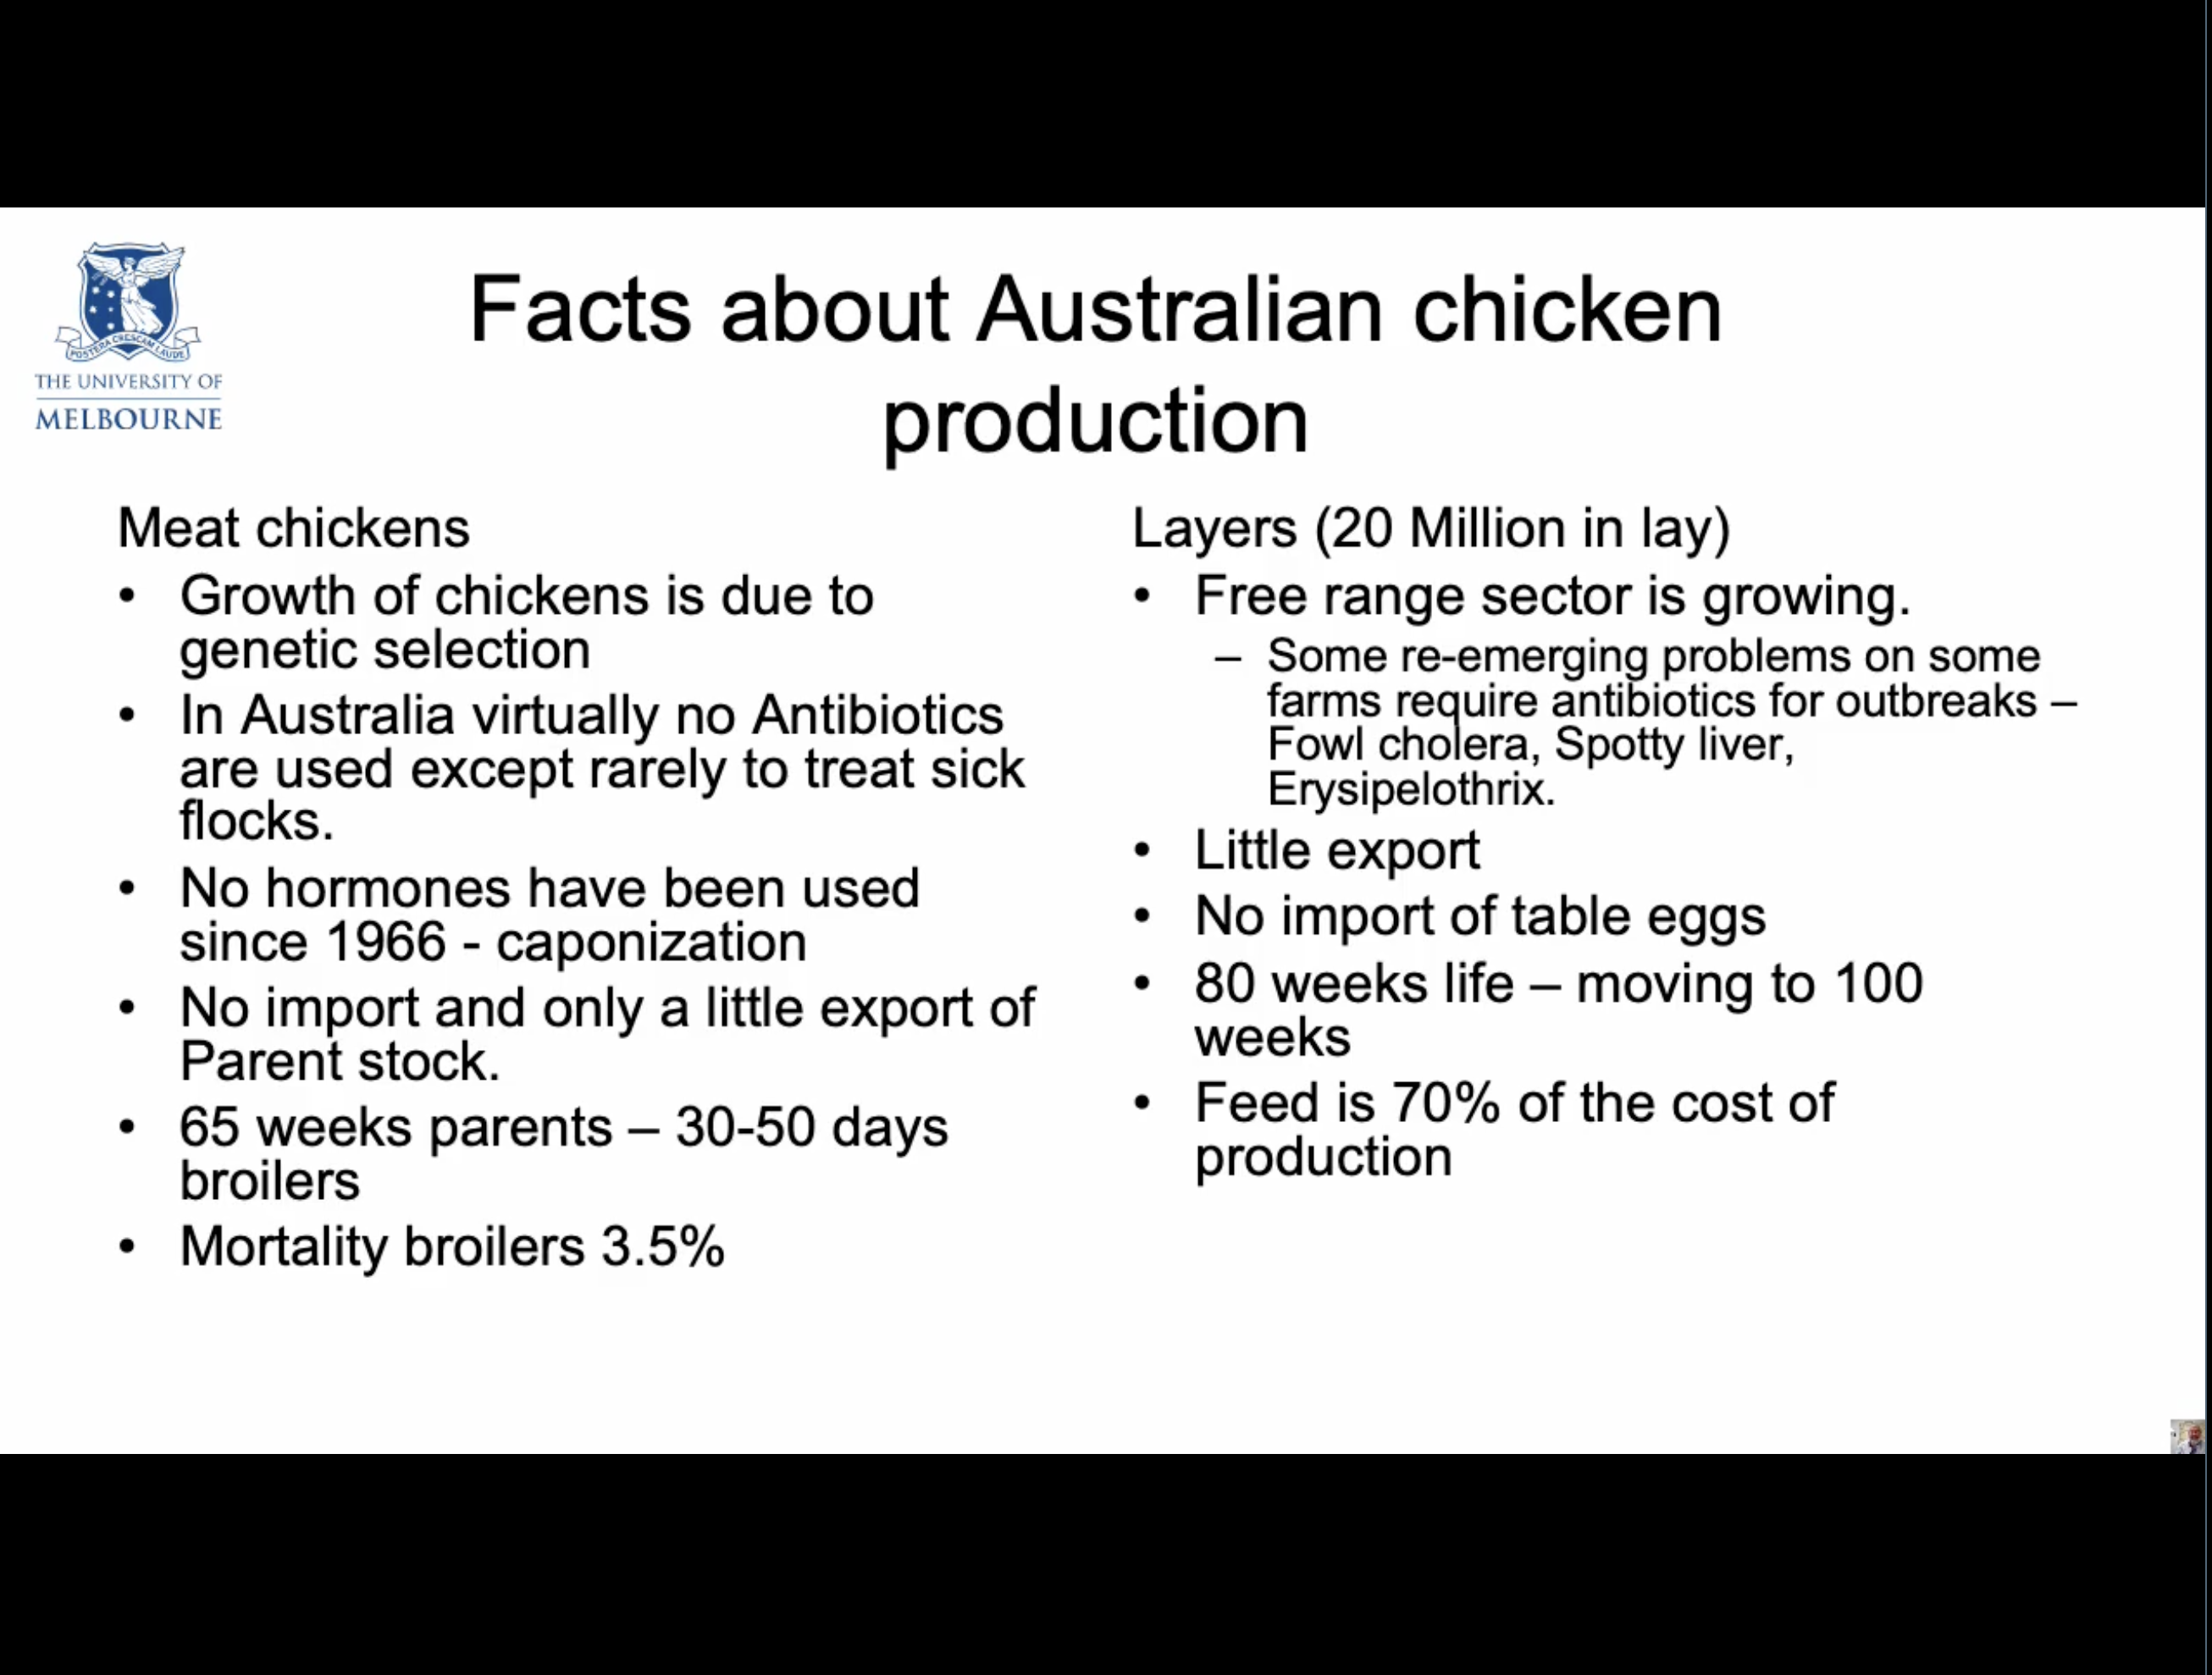 POSTERA CRESCAM LAUDE
THE UNIVERSITY OF
MELBOURNE
Facts about Australian chicken
production
Meat chickens
• Growth of chickens is due to
genetic selection
• In Australia virtually no Antibiotics
are used except rarely to treat sick
flocks.
• No hormones have been used
since 1966 - caponization
• No import and only a little export of
Parent stock.
• 65 weeks parents – 30-50 days
broilers
• Mortality broilers 3.5%
Layers (20 Million in lay)
• Free range sector is growing.
– Some re-emerging problems on some
farms require antibiotics for outbreaks –
Fowl cholera, Spotty liver,
Erysipelothrix.
• Little export
• No import of table eggs
• 80 weeks life – moving to 100
weeks
• Feed is 70% of the cost of
production